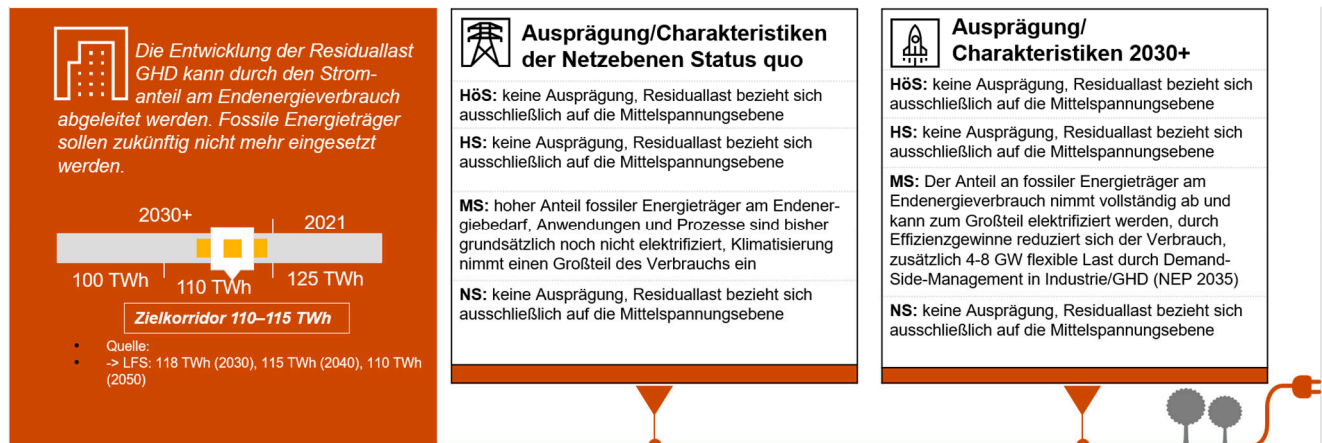 Die Entwicklung der Residuallast
GHD kann durch den Strom-
anteil am Endenergieverbrauch
abgeleitet werden. Fossile Energieträger
sollen zukünftig nicht mehr eingesetzt
werden.
2030+
2021
100 TWh
110 TWh
125 TWh
Zielkorridor 110–115 TWh
• Quelle:
• -> LFS: 118 TWh (2030), 115 TWh (2040), 110 TWh
(2050)
Ausprägung/Charakteristiken
der Netzebenen Status quo
HöS: keine Ausprägung, Residuallast bezieht sich
ausschließlich auf die Mittelspannungsebene
HS: keine Ausprägung, Residuallast bezieht sich
ausschließlich auf die Mittelspannungsebene
MS: hoher Anteil fossiler Energieträger am Endener-
giebedarf, Anwendungen und Prozesse sind bisher
grundsätzlich noch nicht elektrifiziert, Klimatisierung
nimmt einen Großteil des Verbrauchs ein
NS: keine Ausprägung, Residuallast bezieht sich
ausschließlich auf die Mittelspannungsebene
Ausprägung/
Charakteristiken 2030+
HöS: keine Ausprägung, Residuallast bezieht sich
ausschließlich auf die Mittelspannungsebene
HS: keine Ausprägung, Residuallast bezieht sich
ausschließlich auf die Mittelspannungsebene
MS: Der Anteil an fossiler Energieträger am
Endenergieverbrauch nimmt vollständig ab und
kann zum Großteil elektrifiziert werden, durch
Effizienzgewinne reduziert sich der Verbrauch,
zusätzlich 4-8 GW flexible Last durch Demand-
Side-Management in Industrie/GHD (NEP 2035)
NS: keine Ausprägung, Residuallast bezieht sich
ausschließlich auf die Mittelspannungsebene